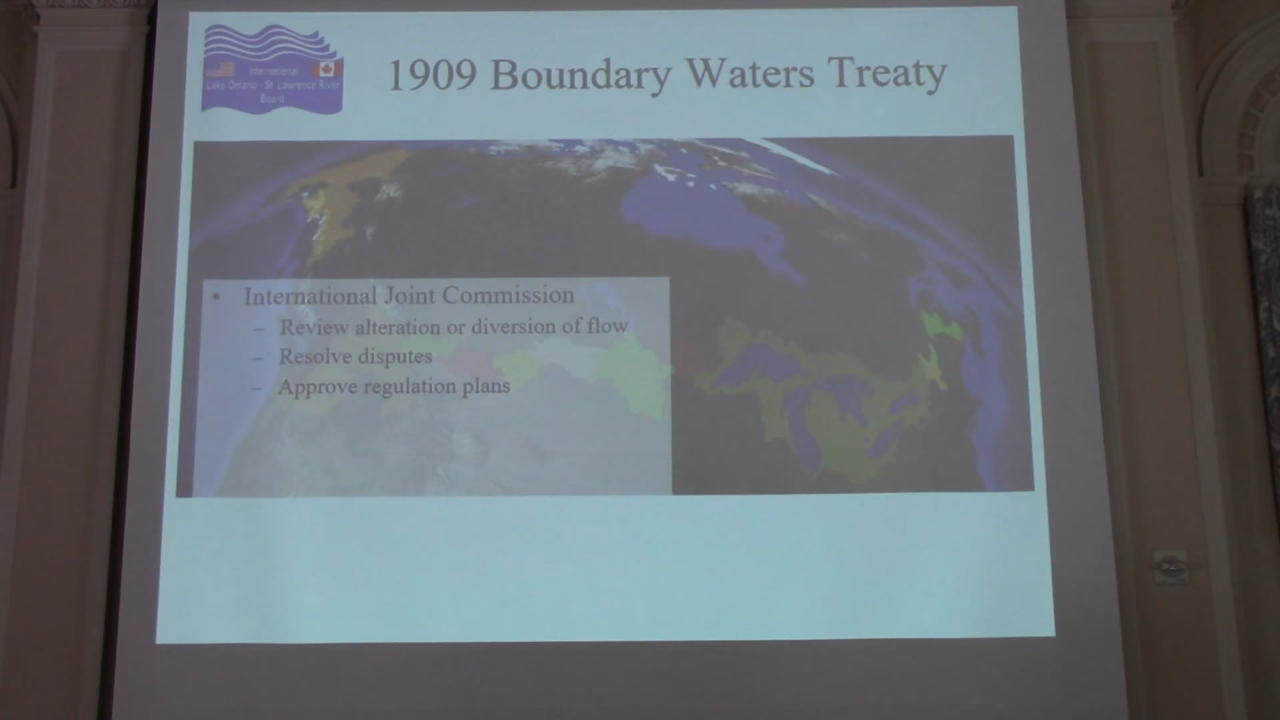 International
Lake Ontario - St. Lawrence River
Board
1909 Boundary Waters Treaty
• International Joint Commission
– Review alteration or diversion of flow
– Resolve disputes
– Approve regulation plans